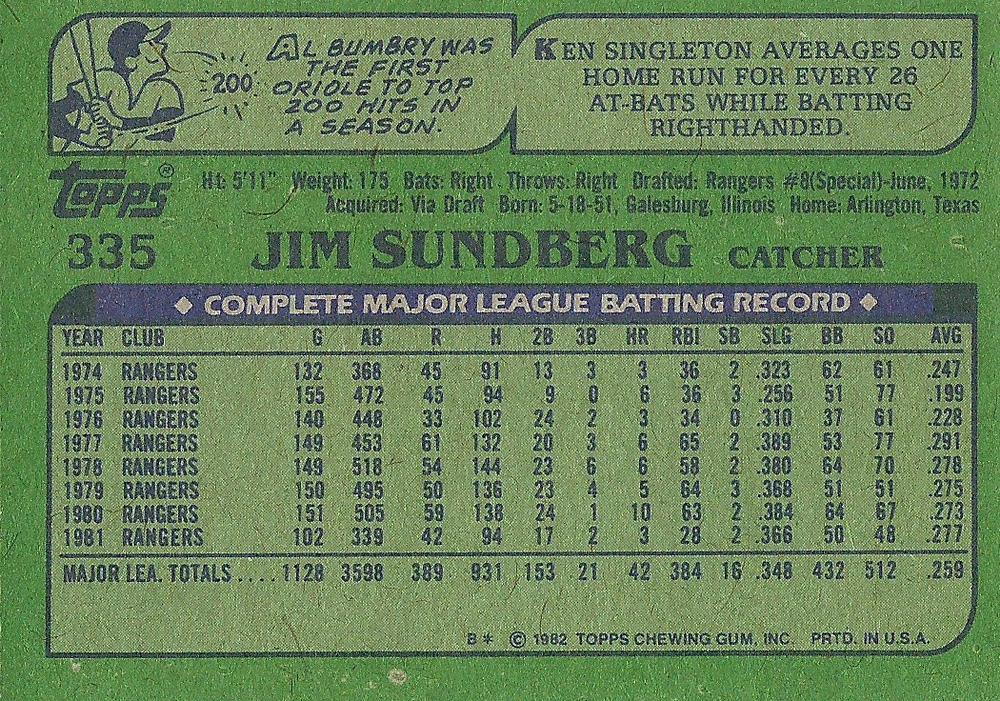 AL BUMBRY WAS
THE FIRST
ORIOLE TO TOP
200 HITS IN
A SEASON.
200
KEN SINGLETON AVERAGES ONE
HOME RUN FOR EVERY 26
AT-BATS WHILE BATTING
RIGHTHANDED.
topps®
Ht: 5'11" Weight: 175 Bats: Right Throws: Right Drafted: Rangers #8(Special)-June, 1972
Acquired: Via Draft Born: 5-18-51, Galesburg, Illinois Home: Arlington, Texas
335 JIM SUNDBERG CATCHER
◆ COMPLETE MAJOR LEAGUE BATTING RECORD ◆
YEAR CLUB G AB R H 2B 3B HR RBI SB SLG BB SO AVG
1974 RANGERS 132 368 45 91 13 3 3 36 2 .323 62 61 .247
1975 RANGERS 155 472 45 94 9 0 6 36 3 .256 51 77 .199
1976 RANGERS 140 448 33 102 24 2 3 34 0 .310 37 61 .228
1977 RANGERS 149 453 61 132 20 3 6 65 2 .389 53 77 .291
1978 RANGERS 149 518 54 144 23 6 6 58 2 .380 64 70 .278
1979 RANGERS 150 495 50 136 23 4 5 64 3 .368 51 51 .275
1980 RANGERS 151 505 59 138 24 1 10 63 2 .384 64 67 .273
1981 RANGERS 102 339 42 94 17 2 3 28 2 .366 50 48 .277
MAJOR LEA. TOTALS.... 1128 3598 389 931 153 21 42 384 16 .348 432 512 .259
B* © 1982 TOPPS CHEWING GUM, INC. PRTD. IN U.S.A.